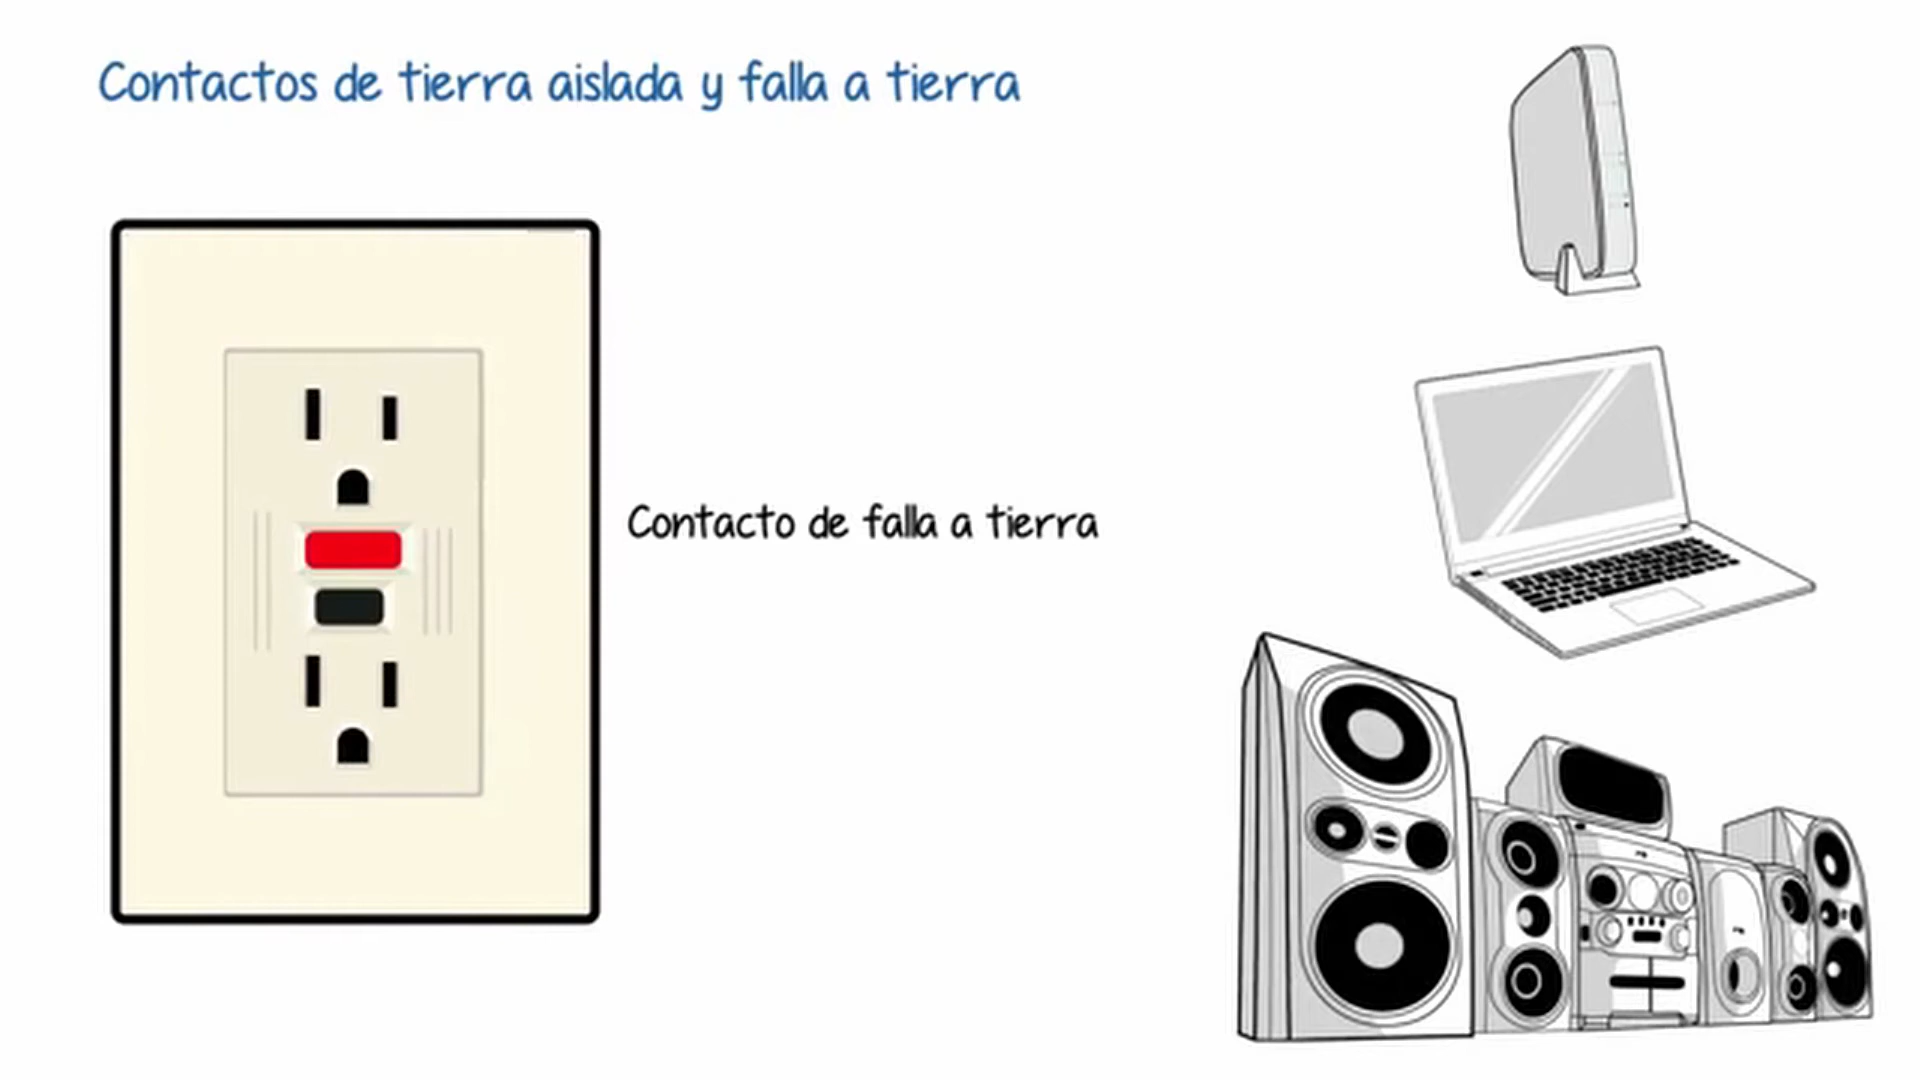 Contactos de tierra aislada y falla a tierra
Contacto de falla a tierra